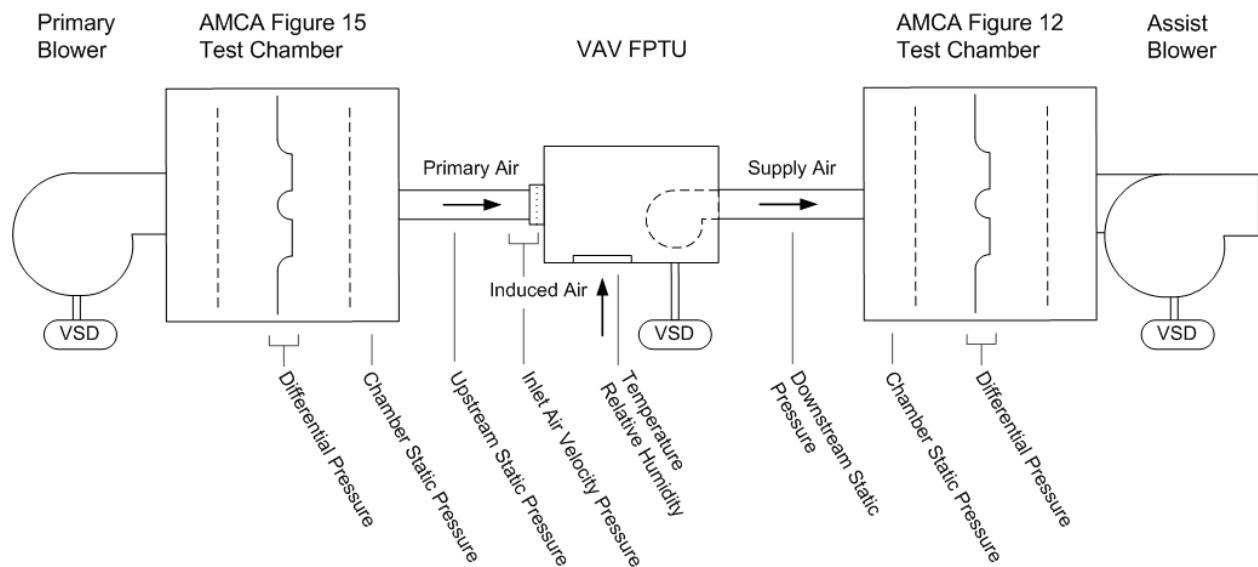 Primary
Blower
AMCA Figure 15
Test Chamber
VAV FPTU
AMCA Figure 12
Test Chamber
Assist
Blower
Primary Air
Supply Air
Induced Air
VSD
VSD
VSD
Differential Pressure
Chamber Static Pressure
Upstream Static Pressure
Inlet Air Velocity Pressure
Temperature
Relative Humidity
Downstream Static
Pressure
Chamber Static Pressure
Differential Pressure